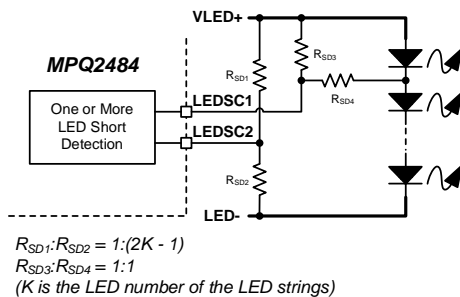 VLED+
MPQ2484
RSD1
RSD3
RSD4
LEDSC1
One or More
LED Short
Detection
LEDSC2
RSD2
LED-
RSD1:RSD2 = 1:(2K - 1)
RSD3:RSD4 = 1:1
(K is the LED number of the LED strings)